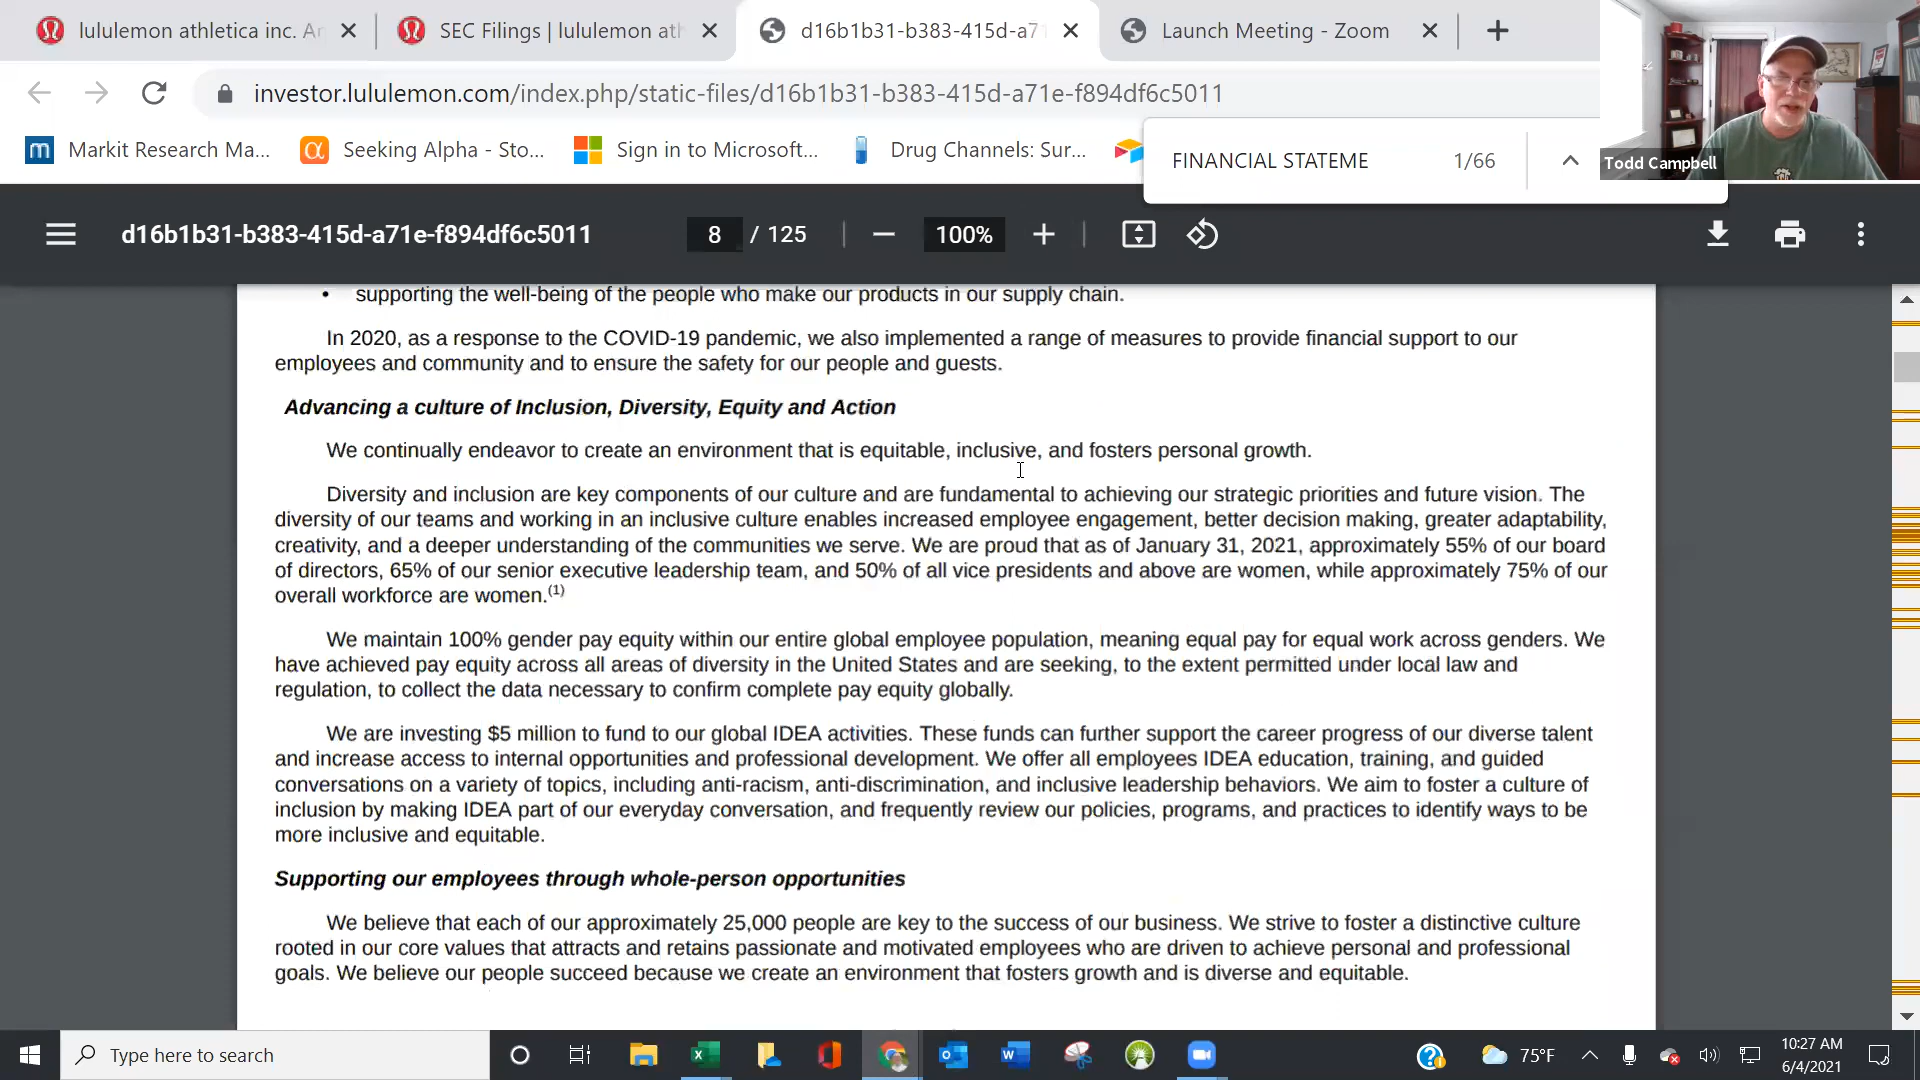 lululemon athletica inc. Ar
SEC Filings | lululemon ath
d16b1b31-b383-415d-a71
Launch Meeting - Zoom
investor.lululemon.com/index.php/static-files/d16b1b31-b383-415d-a71e-f894df6c5011
m Markit Research Ma...
α Seeking Alpha - Sto...
Sign in to Microsoft...
Drug Channels: Sur...
FINANCIAL STATEME 1/66
Todd Campbell
d16b1b31-b383-415d-a71e-f894df6c5011
8 / 125
100%
• supporting the well-being of the people who make our products in our supply chain.
In 2020, as a response to the COVID-19 pandemic, we also implemented a range of measures to provide financial support to our
employees and community and to ensure the safety for our people and guests.
Advancing a culture of Inclusion, Diversity, Equity and Action
We continually endeavor to create an environment that is equitable, inclusive, and fosters personal growth.
Diversity and inclusion are key components of our culture and are fundamental to achieving our strategic priorities and future vision. The
diversity of our teams and working in an inclusive culture enables increased employee engagement, better decision making, greater adaptability,
creativity, and a deeper understanding of the communities we serve. We are proud that as of January 31, 2021, approximately 55% of our board
of directors, 65% of our senior executive leadership team, and 50% of all vice presidents and above are women, while approximately 75% of our
overall workforce are women.(1)
We maintain 100% gender pay equity within our entire global employee population, meaning equal pay for equal work across genders. We
have achieved pay equity across all areas of diversity in the United States and are seeking, to the extent permitted under local law and
regulation, to collect the data necessary to confirm complete pay equity globally.
We are investing $5 million to fund to our global IDEA activities. These funds can further support the career progress of our diverse talent
and increase access to internal opportunities and professional development. We offer all employees IDEA education, training, and guided
conversations on a variety of topics, including anti-racism, anti-discrimination, and inclusive leadership behaviors. We aim to foster a culture of
inclusion by making IDEA part of our everyday conversation, and frequently review our policies, programs, and practices to identify ways to be
more inclusive and equitable.
Supporting our employees through whole-person opportunities
We believe that each of our approximately 25,000 people are key to the success of our business. We strive to foster a distinctive culture
rooted in our core values that attracts and retains passionate and motivated employees who are driven to achieve personal and professional
goals. We believe our people succeed because we create an environment that fosters growth and is diverse and equitable.
Type here to search
75°F
10:27 AM
6/4/2021